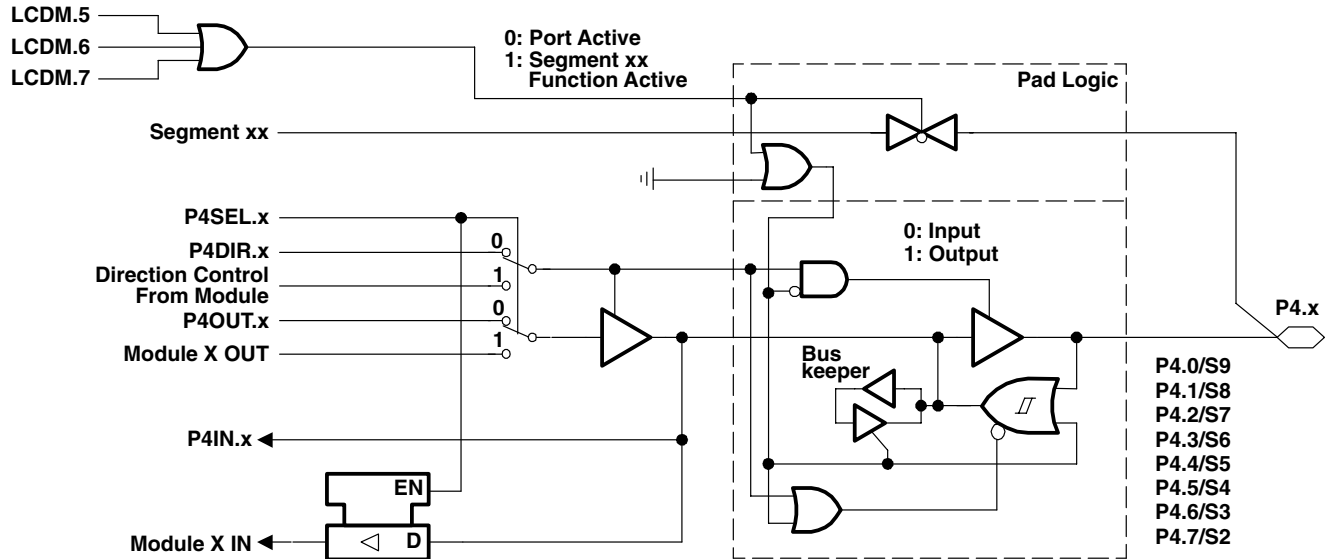 LCDM.5
LCDM.6
LCDM.7
0: Port Active
1: Segment xx
Function Active
Pad Logic
Segment xx
P4SEL.x
0: Input
1: Output
P4DIR.x
0
Direction Control
From Module
1
P4OUT.x
0
Module X OUT
1
P4.x
Bus
keeper
P4.0/S9
P4.1/S8
P4.2/S7
P4.3/S6
P4.4/S5
P4.5/S4
P4.6/S3
P4.7/S2
P4IN.x
EN
Module X IN
D